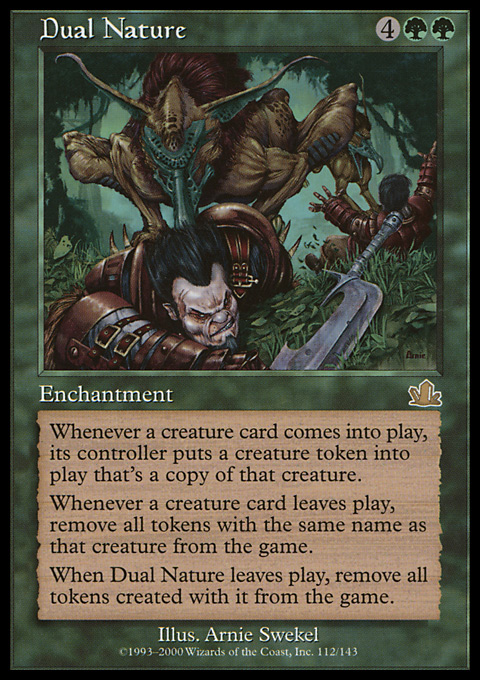 Dual Nature 4
Arnie
Enchantment
Whenever a creature card comes into play,
its controller puts a creature token into
play that's a copy of that creature.
Whenever a creature card leaves play,
remove all tokens with the same name as
that creature from the game.
When Dual Nature leaves play, remove all
tokens created with it from the game.
Illus. Arnie Swekel
©1993–2000 Wizards of the Coast, Inc. 112/143